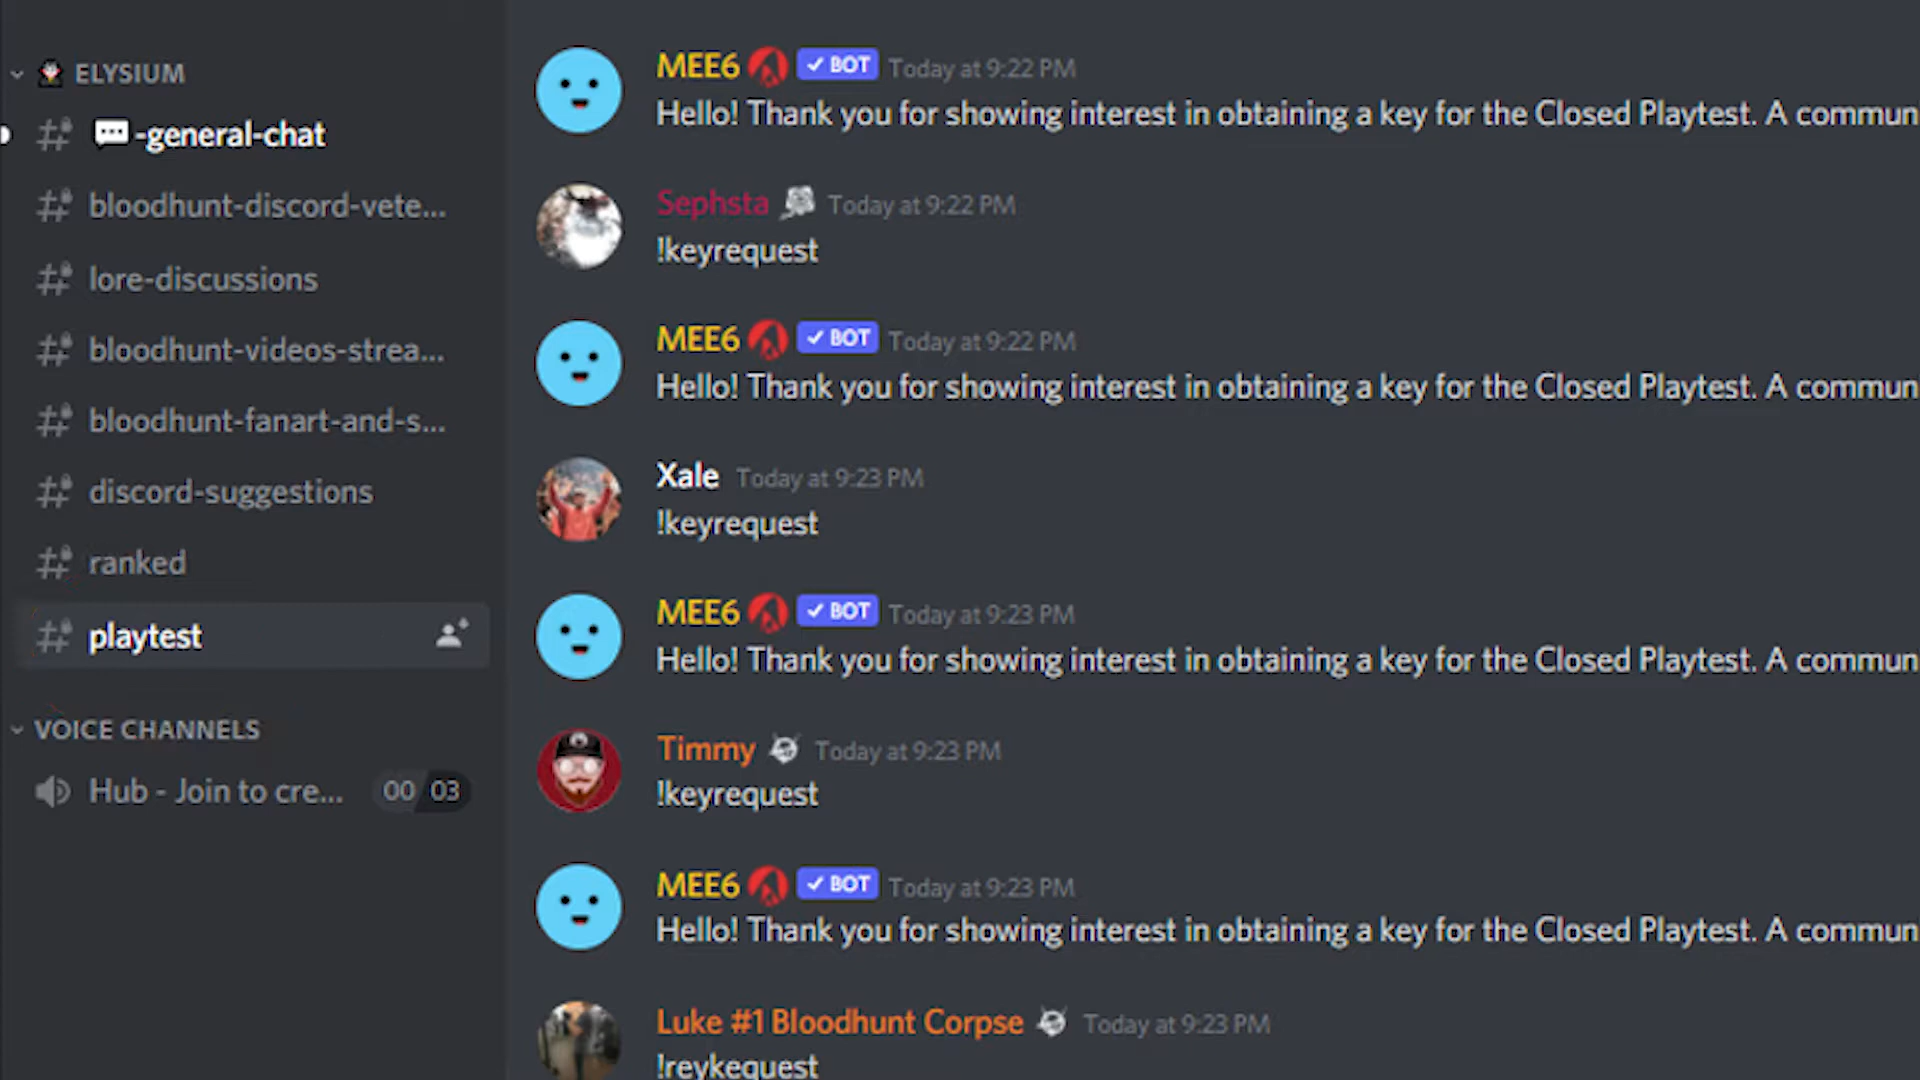 ELYSIUM
-general-chat
bloodhunt-discord-vete...
lore-discussions
bloodhunt-videos-strea...
bloodhunt-fanart-and-s...
discord-suggestions
ranked
playtest
VOICE CHANNELS
Hub - Join to cre... 00 03
MEE6 BOT Today at 9:22 PM
Hello! Thank you for showing interest in obtaining a key for the Closed Playtest. A commun
Sephsta Today at 9:22 PM
!keyrequest
MEE6 BOT Today at 9:22 PM
Hello! Thank you for showing interest in obtaining a key for the Closed Playtest. A commun
Xale Today at 9:23 PM
!keyrequest
MEE6 BOT Today at 9:23 PM
Hello! Thank you for showing interest in obtaining a key for the Closed Playtest. A commun
Timmy Today at 9:23 PM
!keyrequest
MEE6 BOT Today at 9:23 PM
Hello! Thank you for showing interest in obtaining a key for the Closed Playtest. A commun
Luke #1 Bloodhunt Corpse Today at 9:23 PM
!reykequest